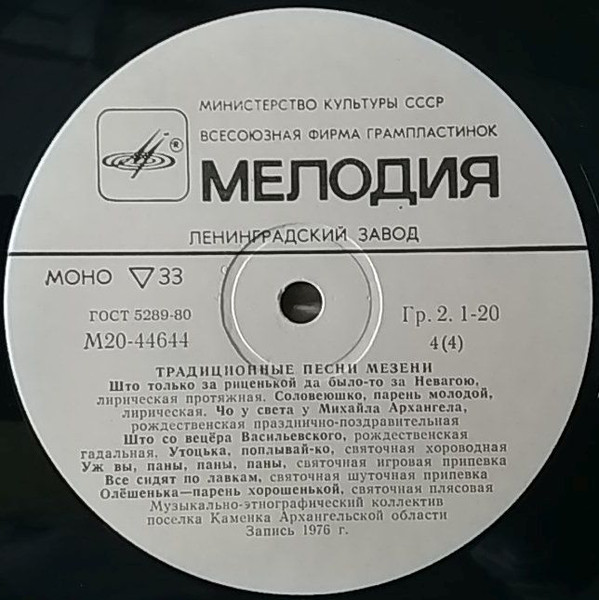 МИНИСТЕРСТВО КУЛЬТУРЫ СССР
ВСЕСОЮЗНАЯ ФИРМА ГРАМПЛАСТИНОК
®
МЕЛОДИЯ
ЛЕНИНГРАДСКИЙ ЗАВОД
МОНО ▽ 33
ГОСТ 5289-80
Гр. 2. 1-20
М20-44644
4(4)
ТРАДИЦИОННЫЕ ПЕСНИ МЕЗЕНИ
Што только за риценькой да было-то за Невагою,
лирическая протяжная. Соловеюшко, парень молодой,
лирическая. Чо у света у Михайла Архангела,
рождественская празднично-поздравительная
Што со вецёра Васильевского, рождественская
гадальная. Утоцька, поплывай-ко, святочная хороводная
Уж вы, паны, паны, паны, святочная игровая припевка
Все сидят по лавкам, святочная шуточная припевка
Олёшенька—парень хорошенькой, святочная плясовая
Музыкально-этнографический коллектив
поселка Каменка Архангельской области
Запись 1976 г.